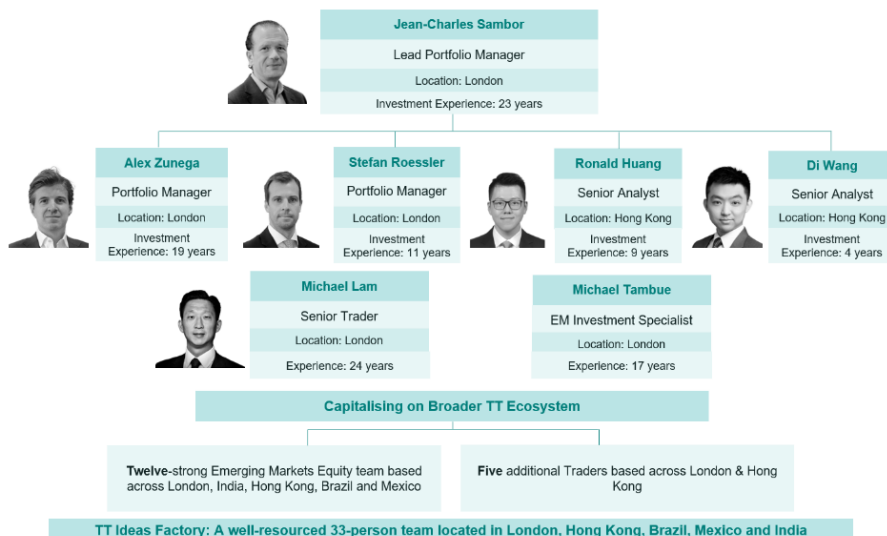 Jean-Charles Sambor
Lead Portfolio Manager
Location: London
Investment Experience: 23 years
Alex Zunega
Portfolio Manager
Location: London
Investment
Experience: 19 years
Stefan Roessler
Portfolio Manager
Location: London
Investment
Experience: 11 years
Ronald Huang
Senior Analyst
Location: Hong Kong
Investment
Experience: 9 years
Di Wang
Senior Analyst
Location: Hong Kong
Investment
Experience: 4 years
Michael Lam
Senior Trader
Location: London
Experience: 24 years
Michael Tambue
EM Investment Specialist
Location: London
Experience: 17 years
Capitalising on Broader TT Ecosystem
Twelve-strong Emerging Markets Equity team based
across London, India, Hong Kong, Brazil and Mexico
Five additional Traders based across London & Hong
Kong
TT Ideas Factory: A well-resourced 33-person team located in London, Hong Kong, Brazil, Mexico and India